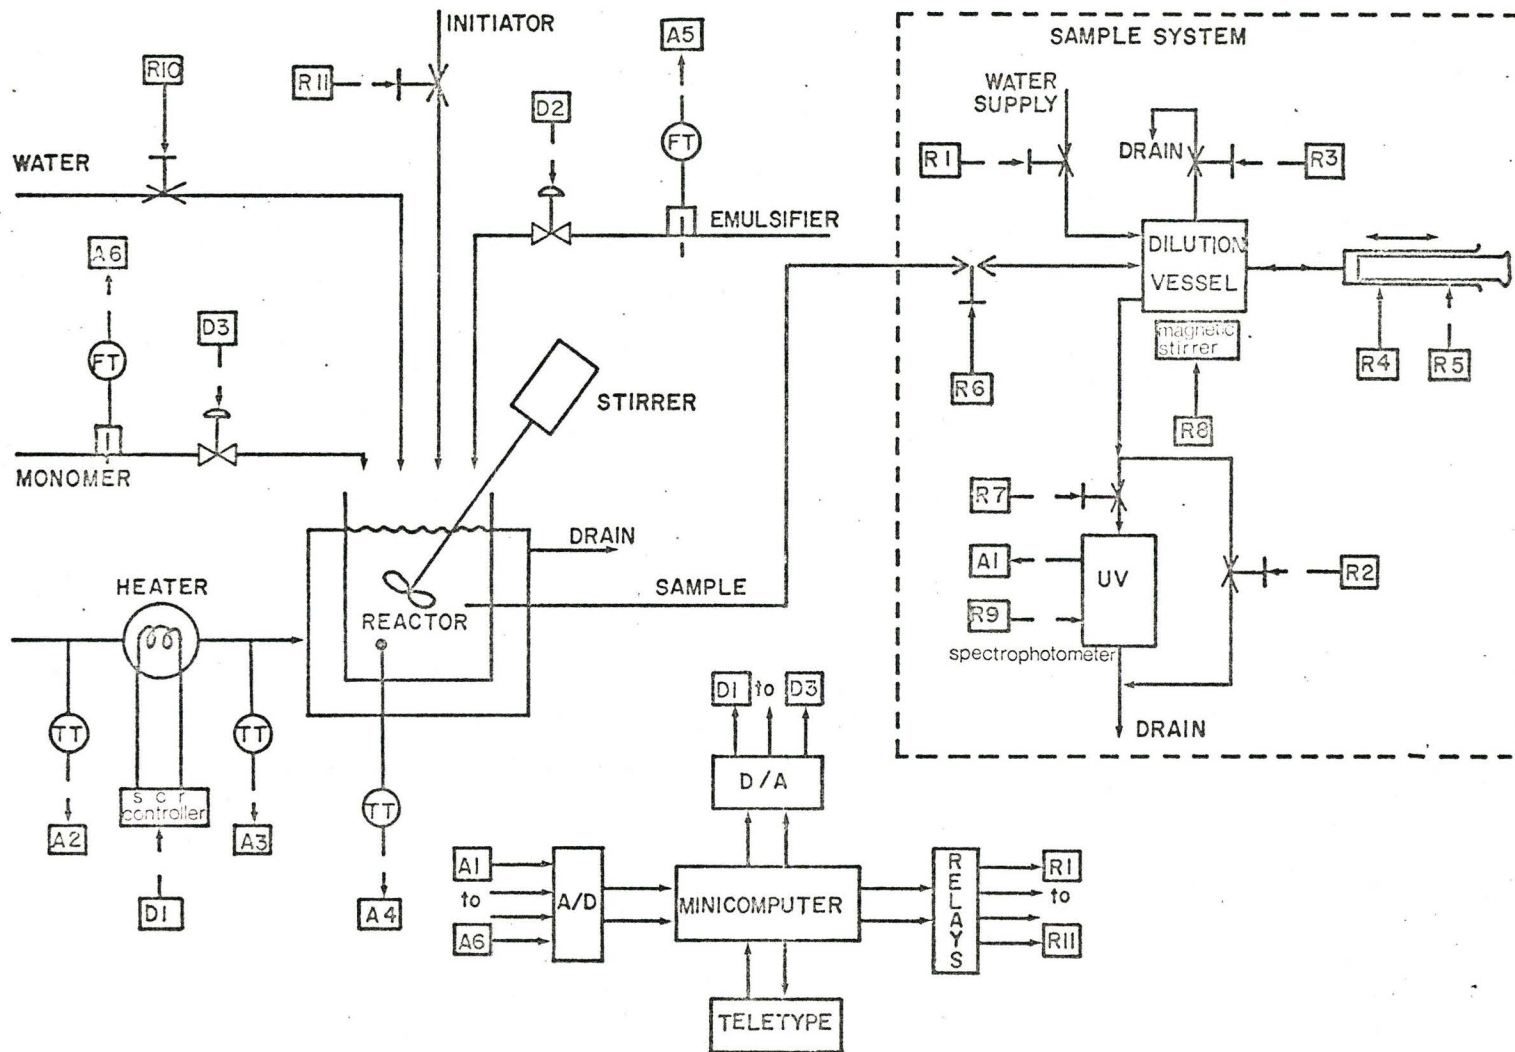 INITIATOR
A5
SAMPLE SYSTEM
R10
R11
D2
FT
WATER
SUPPLY
R1
DRAIN
R3
WATER
EMULSIFIER
DILUTION
VESSEL
A6
D3
FT
magnetic
stirrer
R4
R5
R6
R8
STIRRER
MONOMER
R7
DRAIN
A1
UV
R2
HEATER
SAMPLE
REACTOR
R9
spectrophotometer
TT
TT
D1 to D3
DRAIN
s c r
controller
D/A
TT
A2
A3
A1
to
A6
A/D
MINICOMPUTER
RELAYS
R1
to
R11
D1
A4
TELETYPE